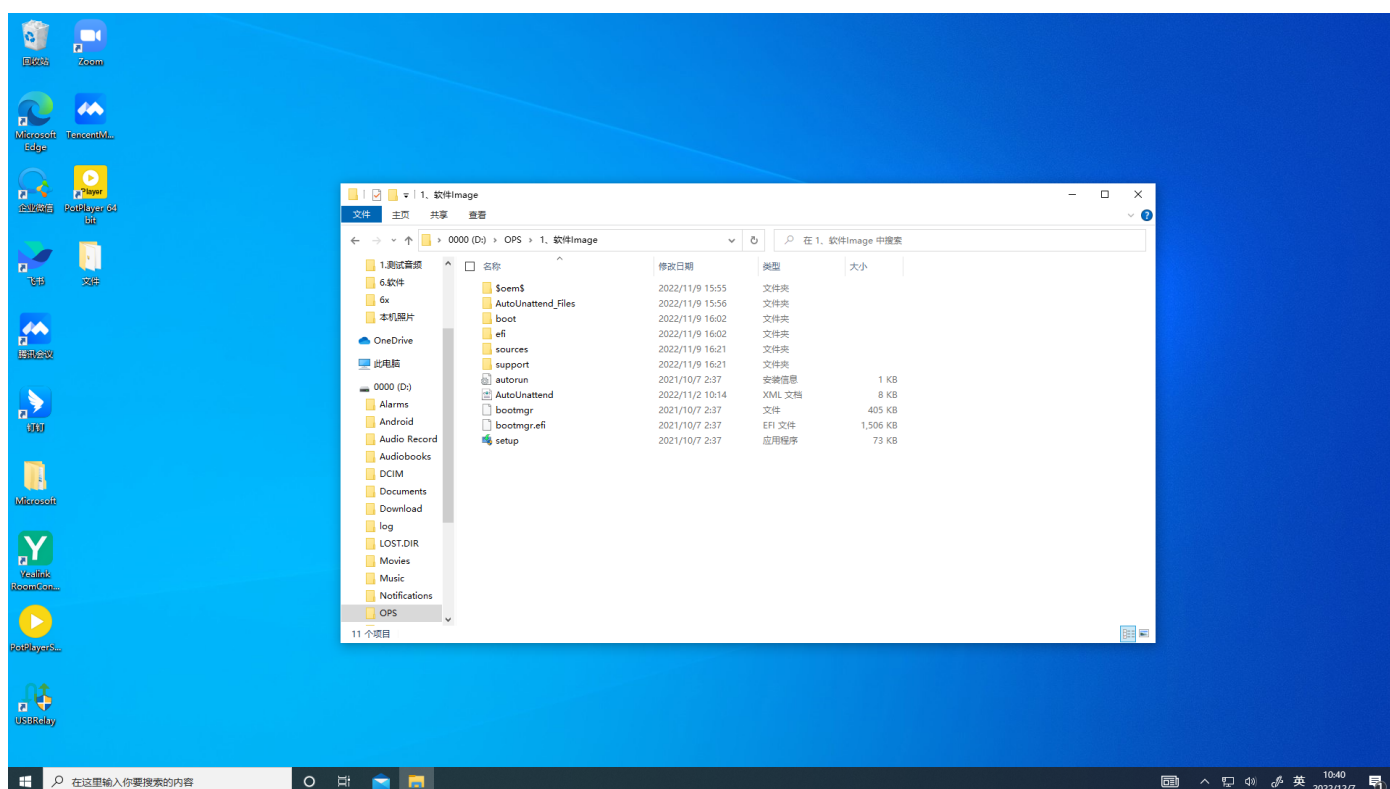 回收站
Zoom
Microsoft
Edge
TencentM...
企业微信
Player
PotPlayer 64
bit
飞书
文件
腾讯会议
钉钉
Microsoft
Y
Yealink
RoomCon...
PotPlayerS...
USBRelay
1、软件Image
文件 主页 共享 查看
0000 (D:) › OPS › 1、软件Image
在 1、软件Image 中搜索
1.测试音频
6.软件
6x
本机照片
OneDrive
此电脑
0000 (D:)
Alarms
Android
Audio Record
Audiobooks
DCIM
Documents
Download
log
LOST.DIR
Movies
Music
Notifications
OPS
名称 修改日期 类型 大小
$oem$ 2022/11/9 15:55 文件夹
AutoUnattend_Files 2022/11/9 15:56 文件夹
boot 2022/11/9 16:02 文件夹
efi 2022/11/9 16:02 文件夹
sources 2022/11/9 16:21 文件夹
support 2022/11/9 16:21 文件夹
autorun 2021/10/7 2:37 安装信息 1 KB
AutoUnattend 2022/11/2 10:14 XML 文档 8 KB
bootmgr 2021/10/7 2:37 文件 405 KB
bootmgr.efi 2021/10/7 2:37 EFI 文件 1,506 KB
setup 2021/10/7 2:37 应用程序 73 KB
11 个项目
在这里输入你要搜索的内容
英
10:40
2022/12/7